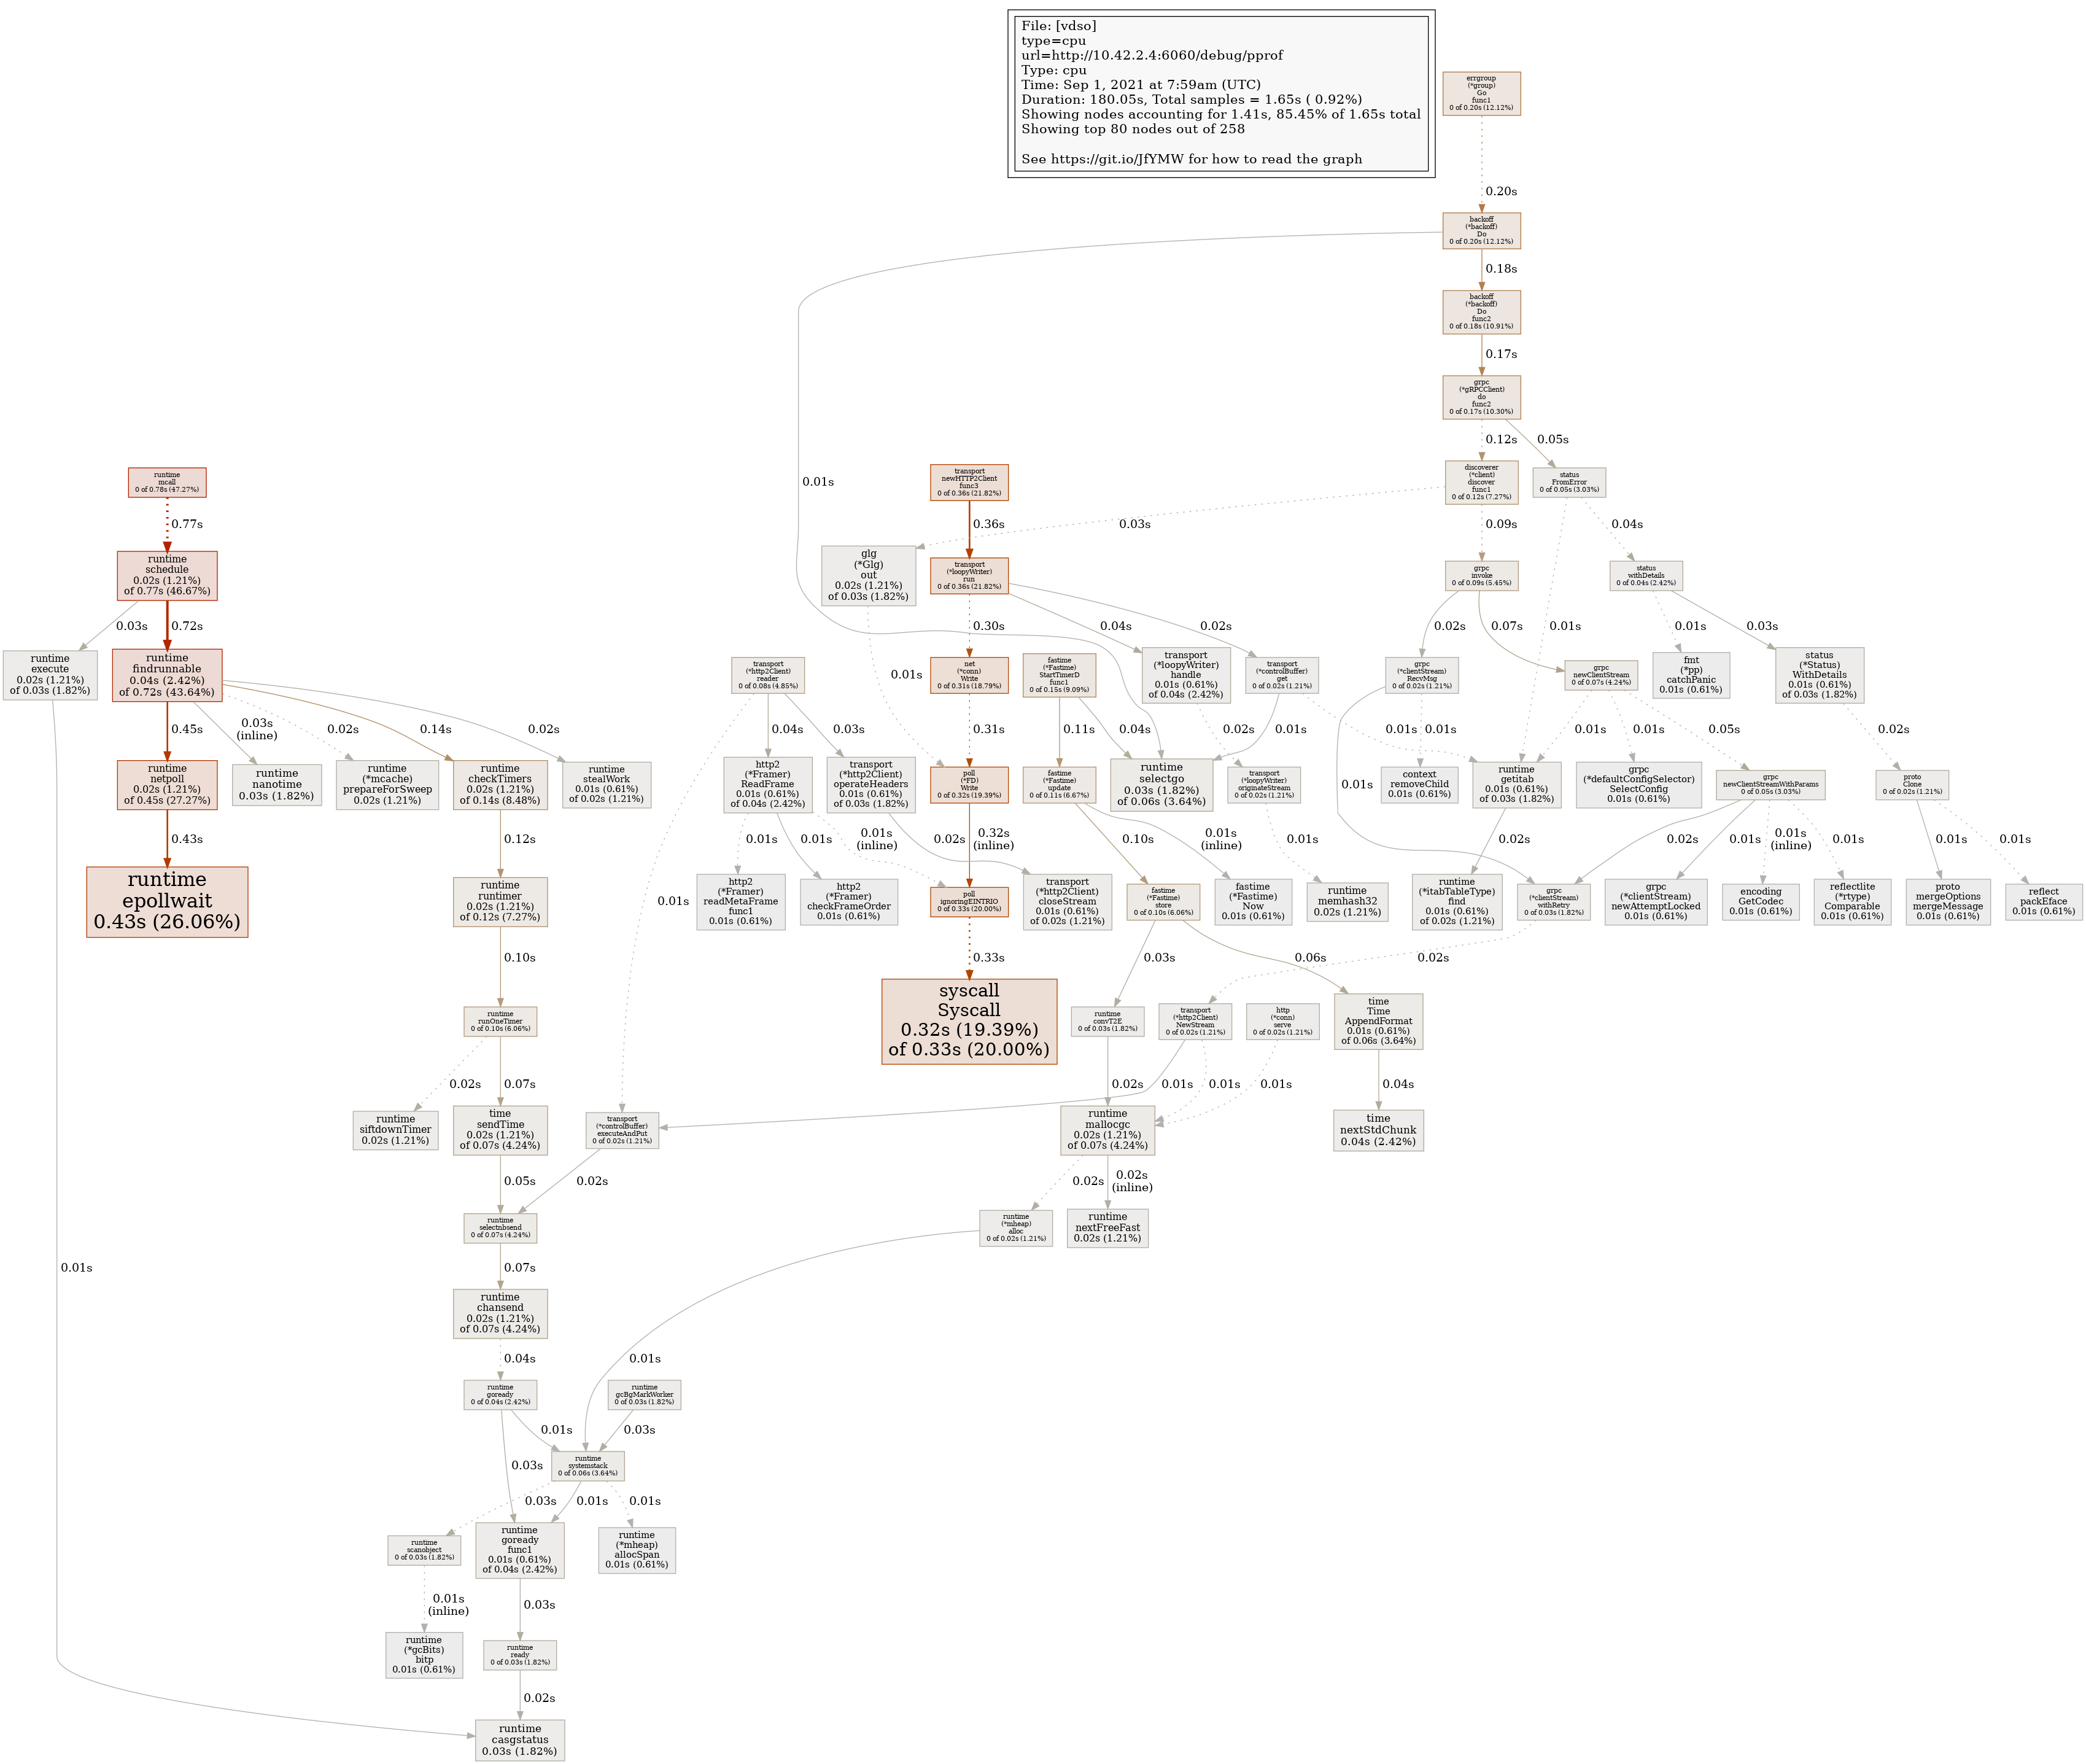 File: [vdso]
type=cpu
url=http://10.42.2.4:6060/debug/pprof
Type: cpu
Time: Sep 1, 2021 at 7:59am (UTC)
Duration: 180.05s, Total samples = 1.65s ( 0.92%)
Showing nodes accounting for 1.41s, 85.45% of 1.65s total
Showing top 80 nodes out of 258
See https://git.io/JfYMW for how to read the graph
errgroup
(*group)
Go
func1
0 of 0.20s (12.12%)
0.20s
backoff
(*backoff)
Do
0 of 0.20s (12.12%)
0.18s
backoff
(*backoff)
Do
func2
0 of 0.18s (10.91%)
0.17s
grpc
(*gRPCClient)
do
func2
0 of 0.17s (10.30%)
0.12s
0.05s
0.01s
runtime
mcall
0 of 0.78s (47.27%)
transport
newHTTP2Client
func3
0 of 0.36s (21.82%)
discoverer
(*client)
discover
func1
0 of 0.12s (7.27%)
status
FromError
0 of 0.05s (3.03%)
0.77s
0.36s
0.03s
0.09s
0.04s
runtime
schedule
0.02s (1.21%)
of 0.77s (46.67%)
glg
(*Glg)
out
0.02s (1.21%)
of 0.03s (1.82%)
transport
(*loopyWriter)
run
0 of 0.36s (21.82%)
grpc
invoke
0 of 0.09s (5.45%)
status
withDetails
0 of 0.04s (2.42%)
0.03s
0.72s
0.30s
0.04s
0.02s
0.02s
0.07s
0.01s
0.01s
0.03s
runtime
execute
0.02s (1.21%)
of 0.03s (1.82%)
runtime
findrunnable
0.04s (2.42%)
of 0.72s (43.64%)
transport
(*http2Client)
reader
0 of 0.08s (4.85%)
0.01s
net
(*conn)
Write
0 of 0.31s (18.79%)
fastime
(*Fastime)
StartTimerD
func1
0 of 0.15s (9.09%)
transport
(*loopyWriter)
handle
0.01s (0.61%)
of 0.04s (2.42%)
transport
(*controlBuffer)
get
0 of 0.02s (1.21%)
grpc
(*clientStream)
RecvMsg
0 of 0.02s (1.21%)
grpc
newClientStream
0 of 0.07s (4.24%)
fmt
(*pp)
catchPanic
0.01s (0.61%)
status
(*Status)
WithDetails
0.01s (0.61%)
of 0.03s (1.82%)
0.45s
0.03s
(inline)
0.02s
0.14s
0.02s
0.04s
0.03s
0.31s
0.11s
0.04s
0.02s
0.01s
0.01s
0.01s
0.01s
0.01s
0.05s
0.02s
runtime
netpoll
0.02s (1.21%)
of 0.45s (27.27%)
runtime
nanotime
0.03s (1.82%)
runtime
(*mcache)
prepareForSweep
0.02s (1.21%)
runtime
checkTimers
0.02s (1.21%)
of 0.14s (8.48%)
runtime
stealWork
0.01s (0.61%)
of 0.02s (1.21%)
http2
(*Framer)
ReadFrame
0.01s (0.61%)
of 0.04s (2.42%)
transport
(*http2Client)
operateHeaders
0.01s (0.61%)
of 0.03s (1.82%)
poll
(*FD)
Write
0 of 0.32s (19.39%)
fastime
(*Fastime)
update
0 of 0.11s (6.67%)
runtime
selectgo
0.03s (1.82%)
of 0.06s (3.64%)
transport
(*loopyWriter)
originateStream
0 of 0.02s (1.21%)
0.01s
context
removeChild
0.01s (0.61%)
runtime
getitab
0.01s (0.61%)
of 0.03s (1.82%)
grpc
(*defaultConfigSelector)
SelectConfig
0.01s (0.61%)
grpc
newClientStreamWithParams
0 of 0.05s (3.03%)
proto
Clone
0 of 0.02s (1.21%)
0.43s
0.12s
0.01s
0.01s
0.01s
(inline)
0.02s
0.32s
(inline)
0.10s
0.01s
(inline)
0.01s
0.02s
0.02s
0.01s
0.01s
(inline)
0.01s
0.01s
0.01s
runtime
epollwait
0.43s (26.06%)
runtime
runtimer
0.02s (1.21%)
of 0.12s (7.27%)
0.01s
http2
(*Framer)
readMetaFrame
func1
0.01s (0.61%)
http2
(*Framer)
checkFrameOrder
0.01s (0.61%)
poll
ignoringEINTRIO
0 of 0.33s (20.00%)
transport
(*http2Client)
closeStream
0.01s (0.61%)
of 0.02s (1.21%)
fastime
(*Fastime)
store
0 of 0.10s (6.06%)
fastime
(*Fastime)
Now
0.01s (0.61%)
runtime
memhash32
0.02s (1.21%)
runtime
(*itabTableType)
find
0.01s (0.61%)
of 0.02s (1.21%)
grpc
(*clientStream)
withRetry
0 of 0.03s (1.82%)
grpc
(*clientStream)
newAttemptLocked
0.01s (0.61%)
encoding
GetCodec
0.01s (0.61%)
reflectlite
(*rtype)
Comparable
0.01s (0.61%)
proto
mergeOptions
mergeMessage
0.01s (0.61%)
reflect
packEface
0.01s (0.61%)
0.10s
0.33s
0.03s
0.06s
0.02s
runtime
runOneTimer
0 of 0.10s (6.06%)
syscall
Syscall
0.32s (19.39%)
of 0.33s (20.00%)
runtime
convT2E
0 of 0.03s (1.82%)
transport
(*http2Client)
NewStream
0 of 0.02s (1.21%)
http
(*conn)
serve
0 of 0.02s (1.21%)
time
Time
AppendFormat
0.01s (0.61%)
of 0.06s (3.64%)
0.02s
0.07s
0.02s
0.01s
0.01s
0.01s
0.04s
runtime
siftdownTimer
0.02s (1.21%)
time
sendTime
0.02s (1.21%)
of 0.07s (4.24%)
transport
(*controlBuffer)
executeAndPut
0 of 0.02s (1.21%)
runtime
mallocgc
0.02s (1.21%)
of 0.07s (4.24%)
time
nextStdChunk
0.04s (2.42%)
0.05s
0.02s
0.02s
0.02s
(inline)
runtime
selectnbsend
0 of 0.07s (4.24%)
runtime
(*mheap)
alloc
0 of 0.02s (1.21%)
runtime
nextFreeFast
0.02s (1.21%)
0.01s
0.07s
runtime
chansend
0.02s (1.21%)
of 0.07s (4.24%)
0.04s
0.01s
runtime
goready
0 of 0.04s (2.42%)
runtime
gcBgMarkWorker
0 of 0.03s (1.82%)
0.01s
0.03s
0.03s
runtime
systemstack
0 of 0.06s (3.64%)
0.03s
0.01s
0.01s
runtime
scanobject
0 of 0.03s (1.82%)
runtime
goready
func1
0.01s (0.61%)
of 0.04s (2.42%)
runtime
(*mheap)
allocSpan
0.01s (0.61%)
0.01s
(inline)
0.03s
runtime
(*gcBits)
bitp
0.01s (0.61%)
runtime
ready
0 of 0.03s (1.82%)
0.02s
runtime
casgstatus
0.03s (1.82%)